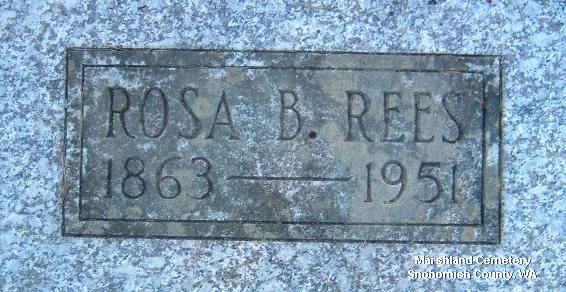 ROSA B. REES
1863 — 1951
Marshland Cemetery
Snohomish County, WA